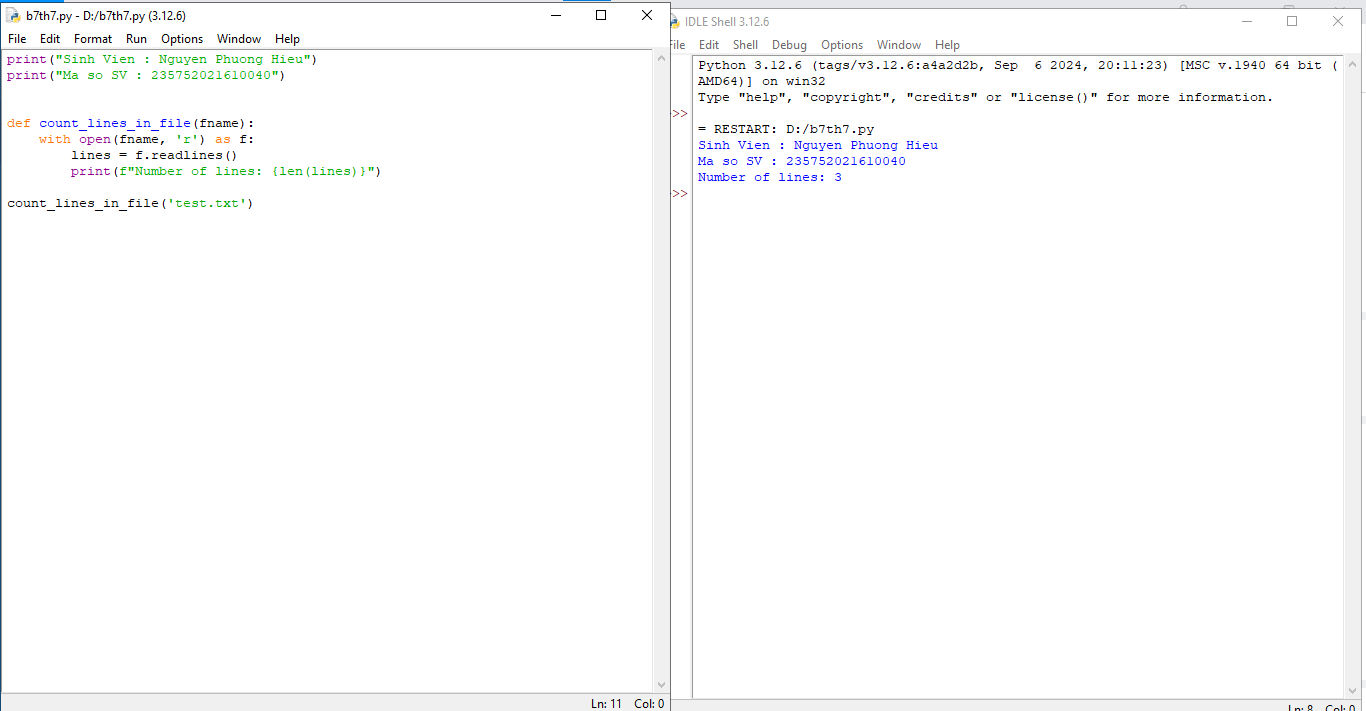 b7th7.py - D:/b7th7.py (3.12.6)
File Edit Format Run Options Window Help
print("Sinh Vien : Nguyen Phuong Hieu")
print("Ma so SV : 235752021610040")
def count_lines_in_file(fname):
    with open(fname, 'r') as f:
        lines = f.readlines()
        print(f"Number of lines: {len(lines)}")
count_lines_in_file('test.txt')
Ln: 11 Col: 0
IDLE Shell 3.12.6
File Edit Shell Debug Options Window Help
Python 3.12.6 (tags/v3.12.6:a4a2d2b, Sep  6 2024, 20:11:23) [MSC v.1940 64 bit (
AMD64)] on win32
Type "help", "copyright", "credits" or "license()" for more information.
>>
= RESTART: D:/b7th7.py
Sinh Vien : Nguyen Phuong Hieu
Ma so SV : 235752021610040
Number of lines: 3
>>
Ln: 8 Col: 0